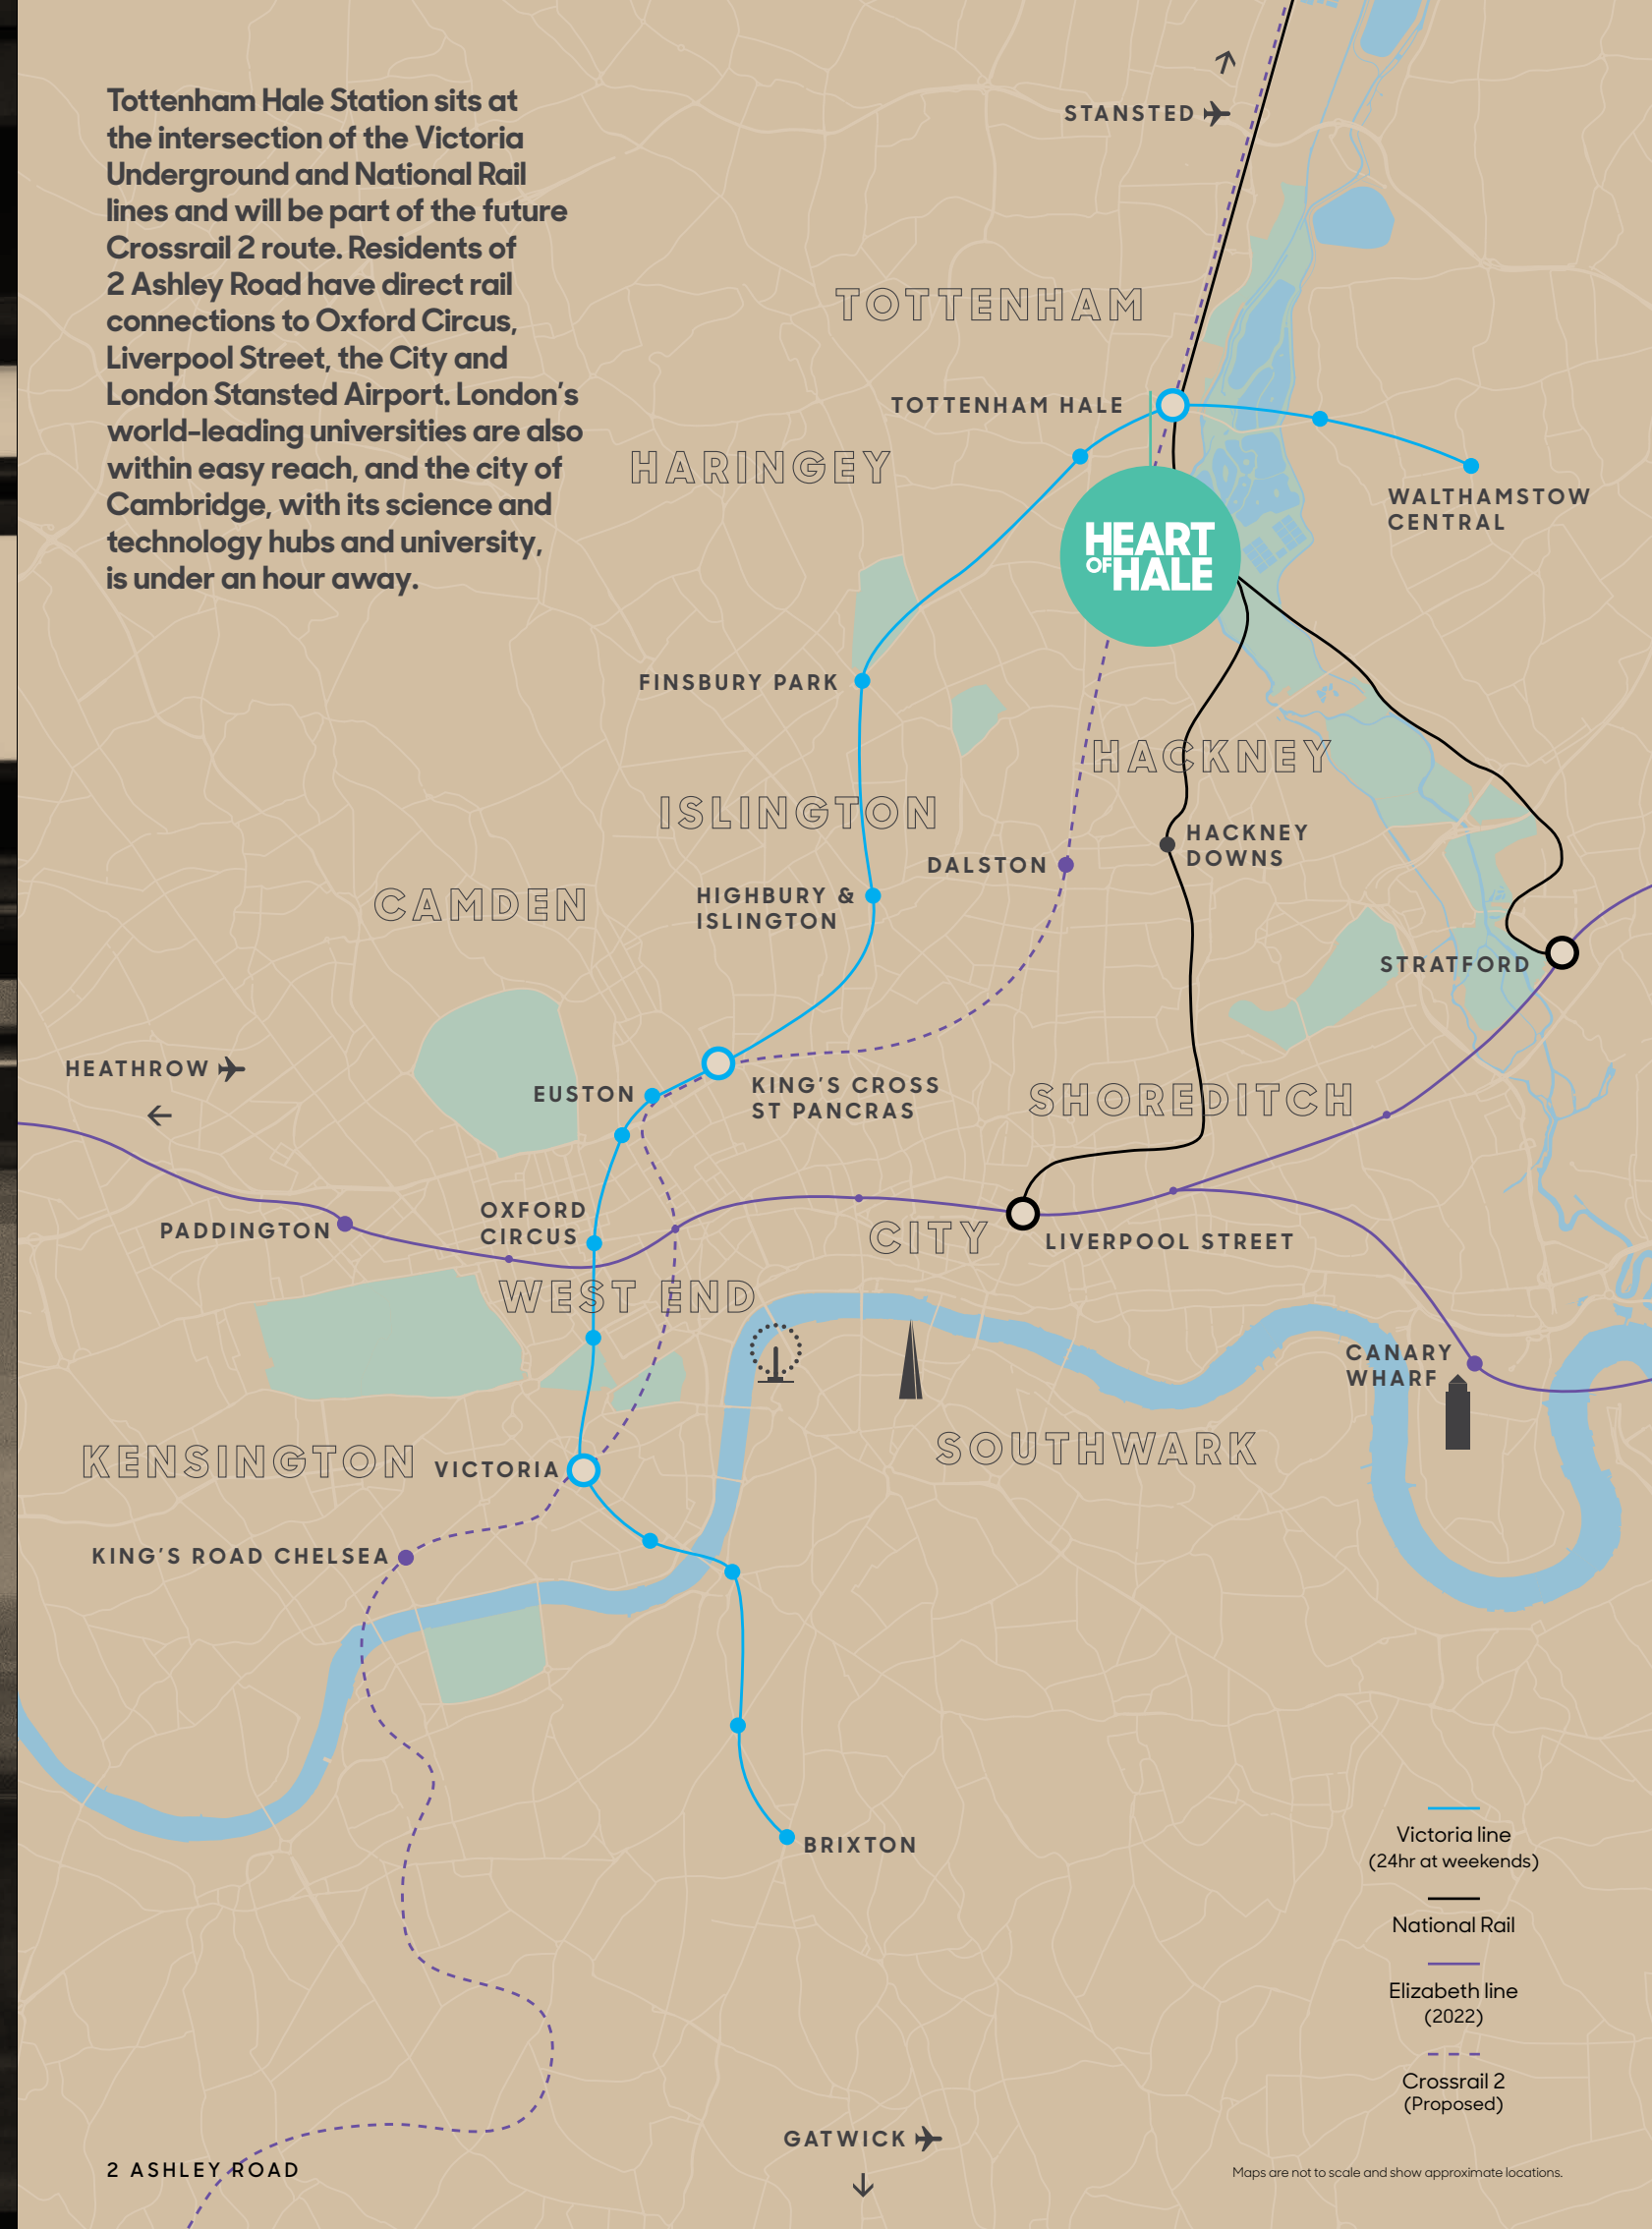 Tottenham Hale Station sits at
the intersection of the Victoria
Underground and National Rail
lines and will be part of the future
Crossrail 2 route. Residents of
2 Ashley Road have direct rail
connections to Oxford Circus,
Liverpool Street, the City and
London Stansted Airport. London’s
world-leading universities are also
within easy reach, and the city of
Cambridge, with its science and
technology hubs and university,
is under an hour away.
STANSTED
TOTTENHAM
TOTTENHAM HALE
HARINGEY
WALTHAMSTOW
CENTRAL
HEART
OF HALE
FINSBURY PARK
HACKNEY
ISLINGTON
HACKNEY
DOWNS
DALSTON
HIGHBURY &
ISLINGTON
CAMDEN
STRATFORD
HEATHROW
EUSTON
KING’S CROSS
ST PANCRAS
SHOREDITCH
PADDINGTON
OXFORD
CIRCUS
CITY
LIVERPOOL STREET
WEST END
CANARY
WHARF
KENSINGTON
VICTORIA
SOUTHWARK
KING’S ROAD CHELSEA
BRIXTON
Victoria line
(24hr at weekends)
National Rail
Elizabeth line
(2022)
Crossrail 2
(Proposed)
GATWICK
2 ASHLEY ROAD
Maps are not to scale and show approximate locations.